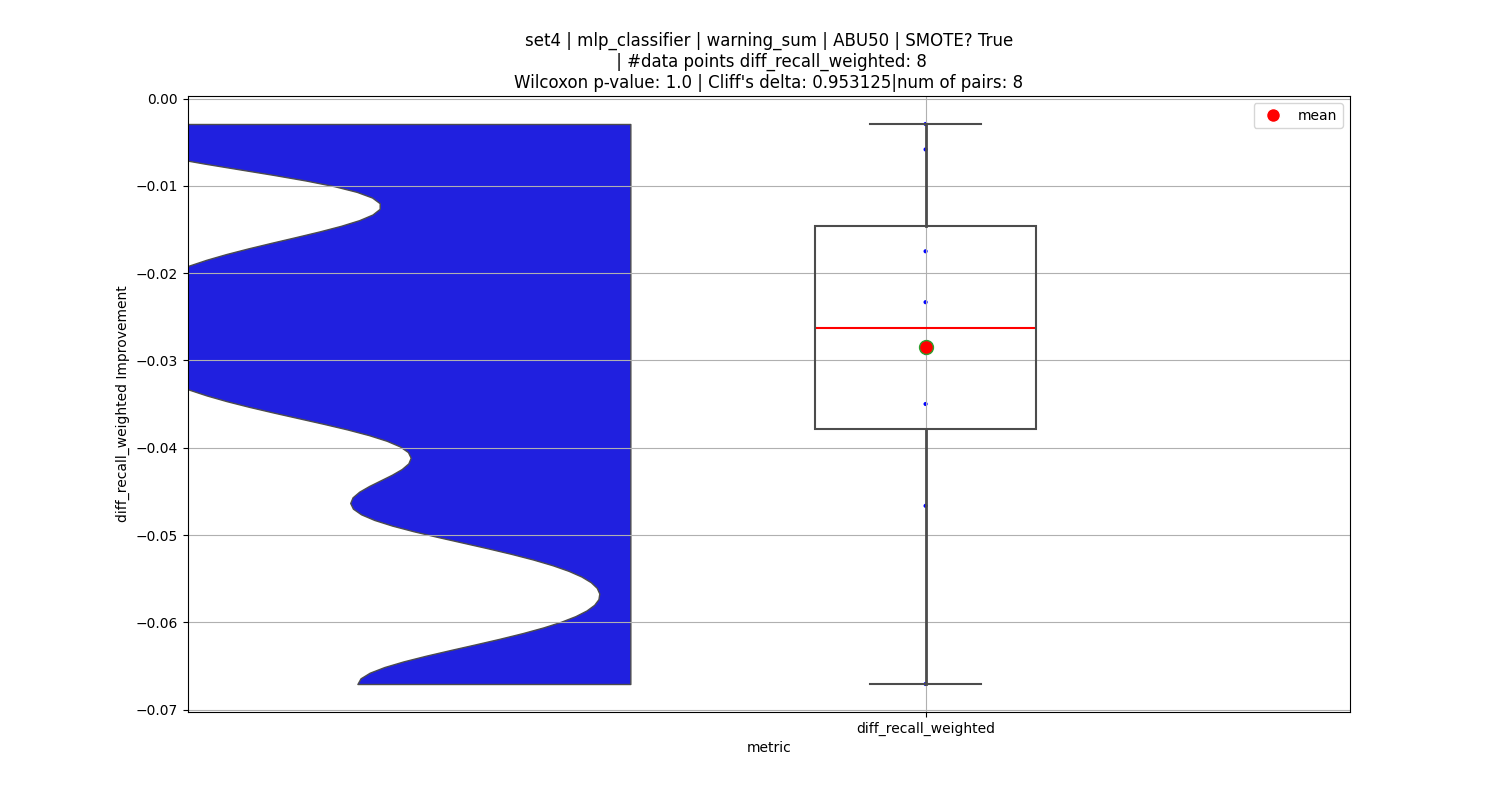 set4 | mlp_classifier | warning_sum | ABU50 | SMOTE? True
| #data points diff_recall_weighted: 8
Wilcoxon p-value: 1.0 | Cliff's delta: 0.953125|num of pairs: 8
mean
0.00
−0.01
−0.02
−0.03
−0.04
−0.05
−0.06
−0.07
diff_recall_weighted Improvement
diff_recall_weighted
metric